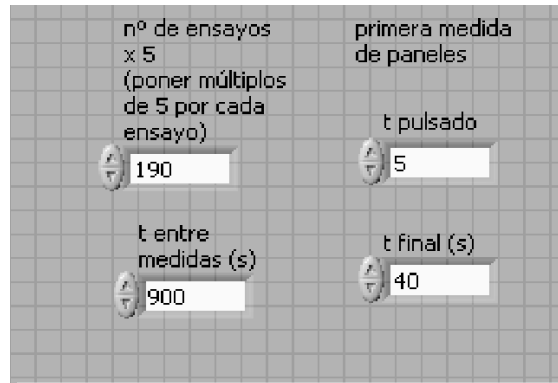 nº de ensayos
x 5
(poner múltiplos
de 5 por cada
ensayo)
190
t entre
medidas (s)
900
primera medida
de paneles
t pulsado
5
t final (s)
40